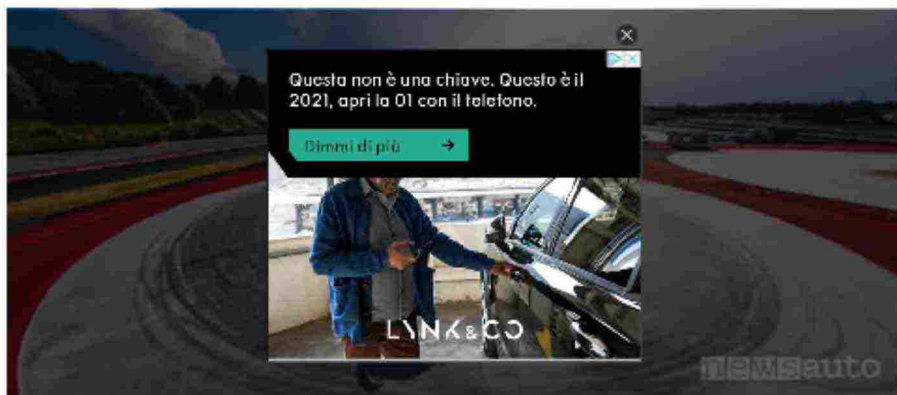 Questa non è una chiave. Questo è il
2021, apri la 01 con il telefono.
Dimmi di più
LYNK&CO
newsauto